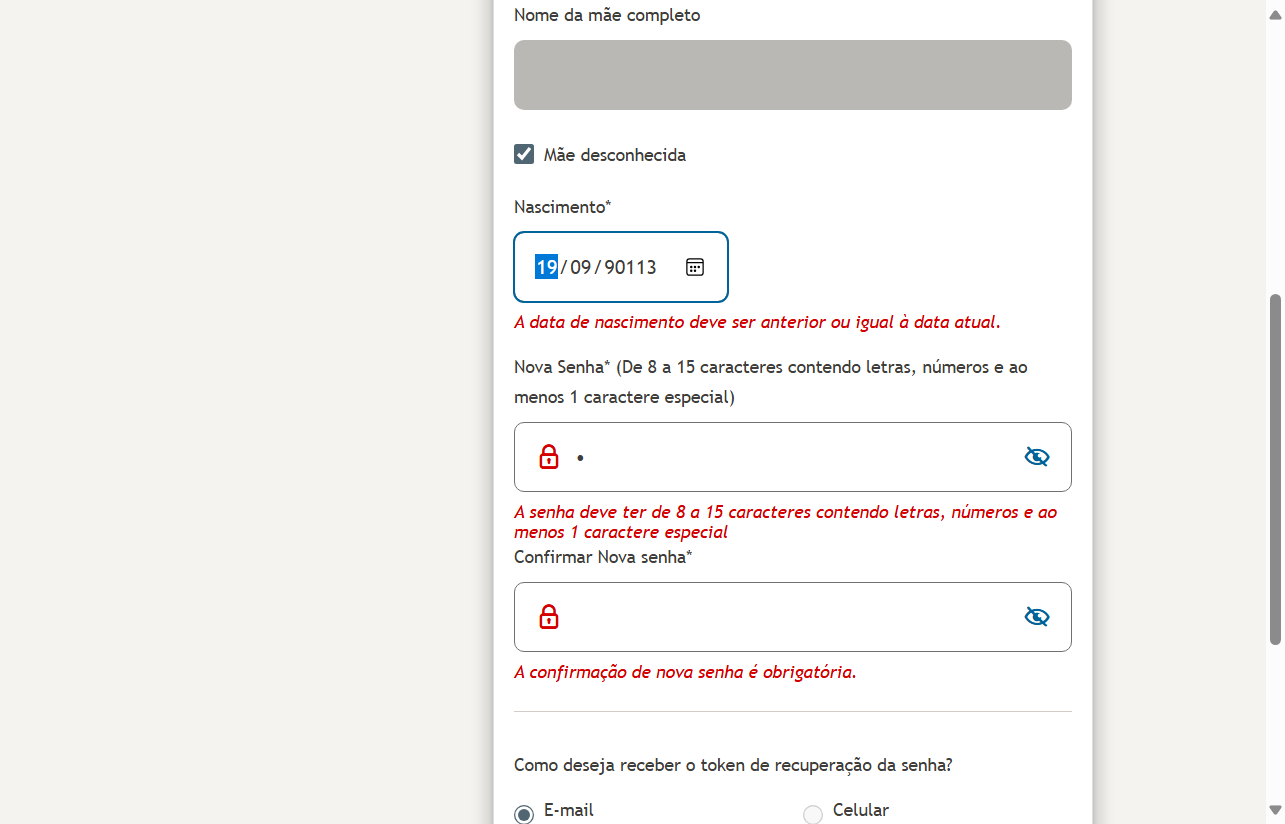 Nome da mãe completo
Mãe desconhecida
Nascimento*
19/09/90113
A data de nascimento deve ser anterior ou igual à data atual.
Nova Senha* (De 8 a 15 caracteres contendo letras, números e ao
menos 1 caractere especial)
•
A senha deve ter de 8 a 15 caracteres contendo letras, números e ao
menos 1 caractere especial
Confirmar Nova senha*
A confirmação de nova senha é obrigatória.
Como deseja receber o token de recuperação da senha?
E-mail
Celular